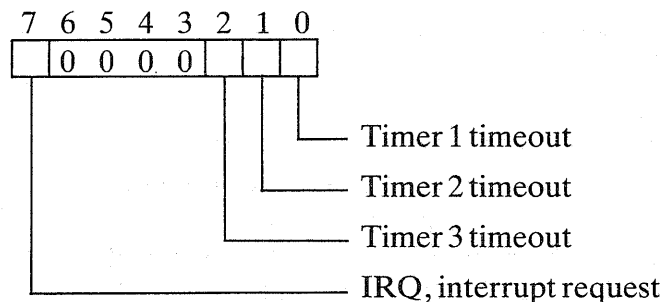 7 6 5 4 3 2 1 0
0 0 0 0
Timer 1 timeout
Timer 2 timeout
Timer 3 timeout
IRQ, interrupt request